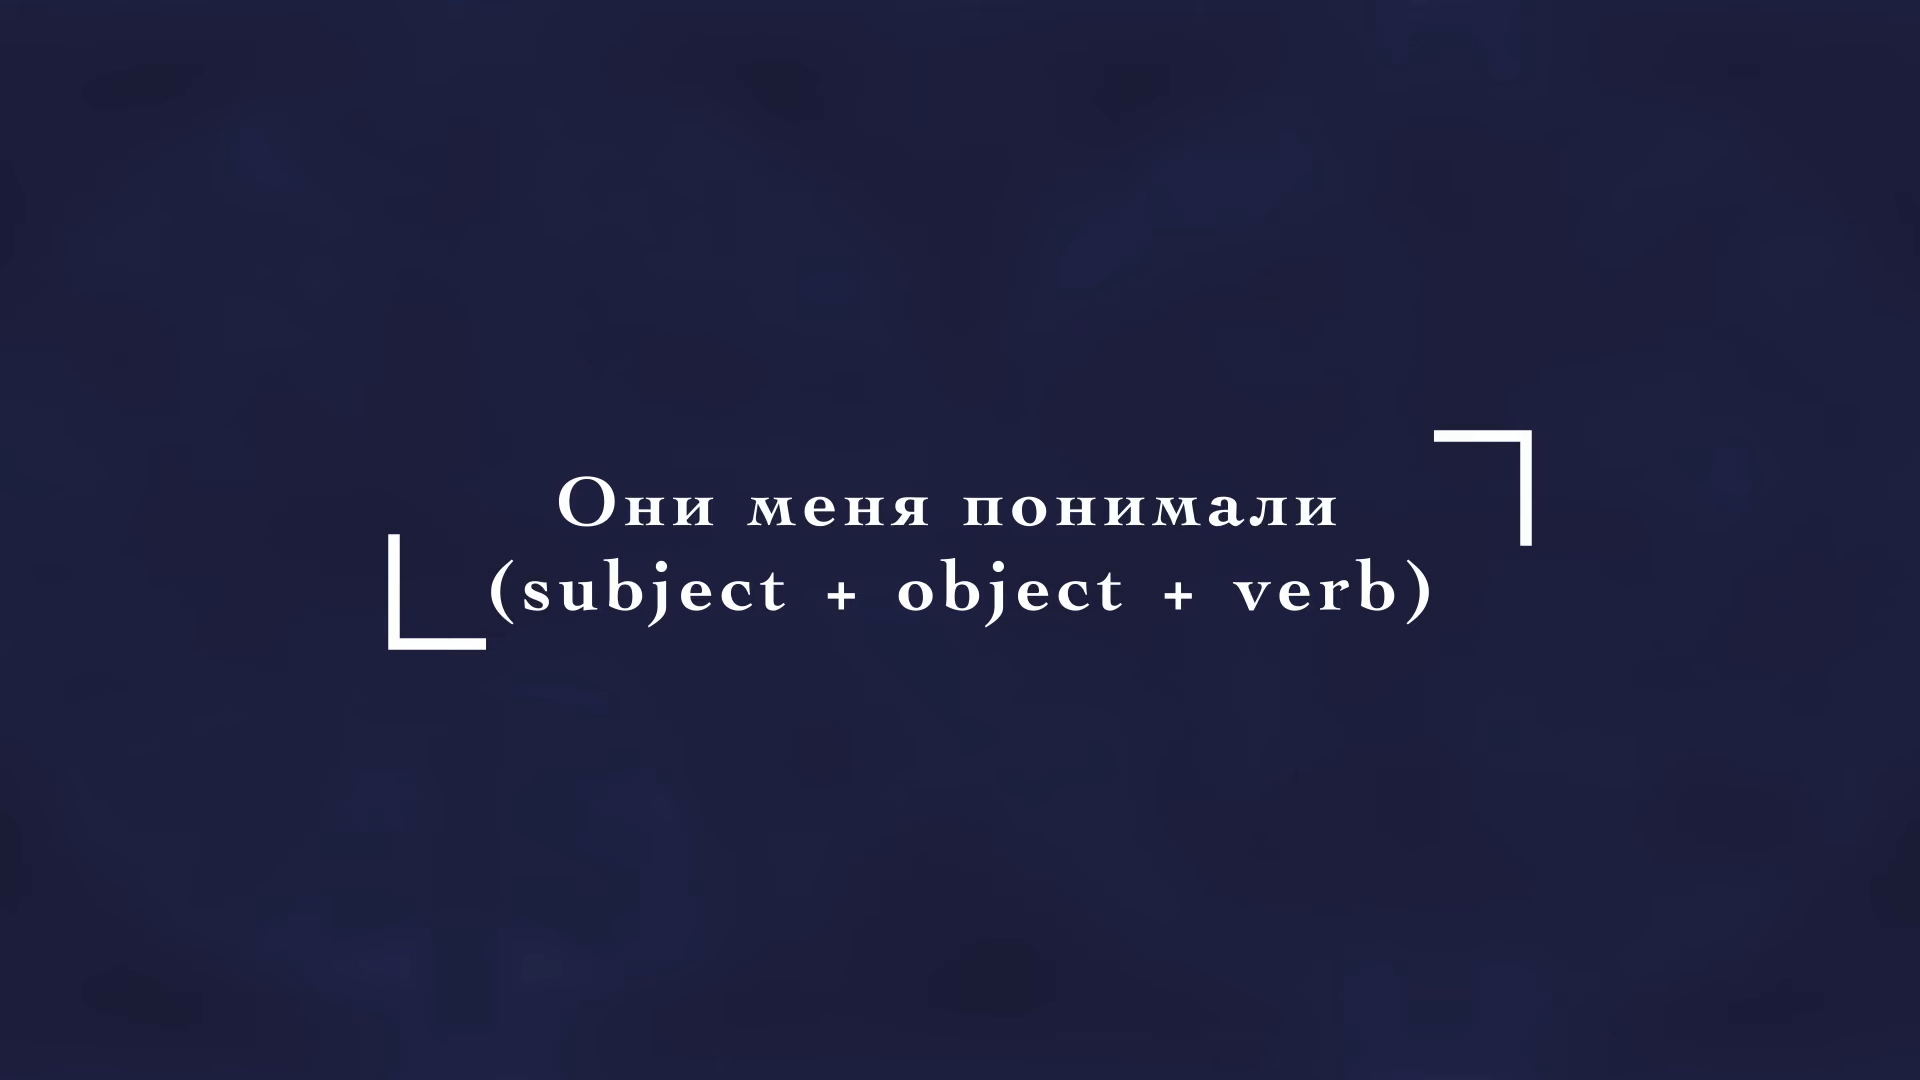 Они меня понимали
(subject + object + verb)